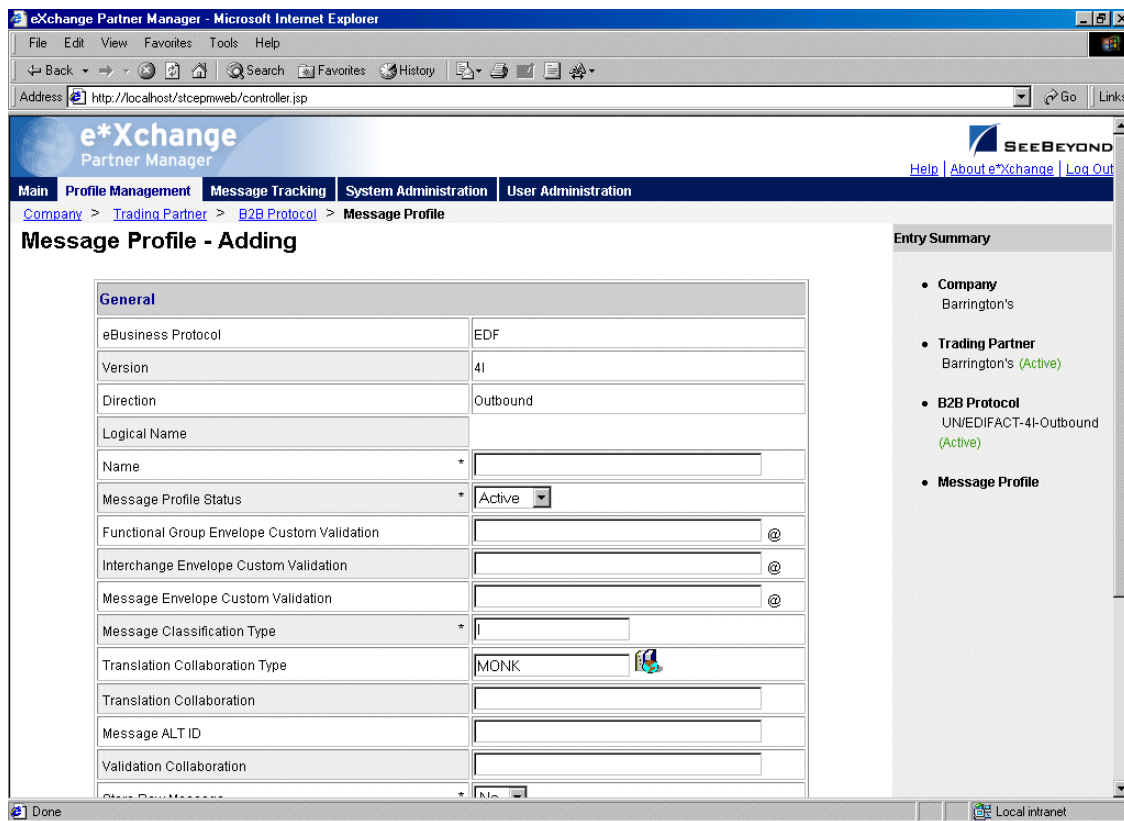 eXchange Partner Manager - Microsoft Internet Explorer
File Edit View Favorites Tools Help
Back Search Favorites History
Address http://localhost/stcepmweb/controller.jsp Go Links
e*Xchange
Partner Manager
SEEBEYOND
Help | About e*Xchange | Log Out
Main Profile Management Message Tracking System Administration User Administration
Company > Trading Partner > B2B Protocol > Message Profile
Message Profile - Adding
General
eBusiness Protocol EDF
Version 4I
Direction Outbound
Logical Name
Name *
Message Profile Status * Active
Functional Group Envelope Custom Validation @
Interchange Envelope Custom Validation @
Message Envelope Custom Validation @
Message Classification Type * I
Translation Collaboration Type MONK
Translation Collaboration
Message ALT ID
Validation Collaboration
Store Raw Message * No
Entry Summary
• Company
Barrington's
• Trading Partner
Barrington's (Active)
• B2B Protocol
UN/EDIFACT-4I-Outbound
(Active)
• Message Profile
Done Local intranet